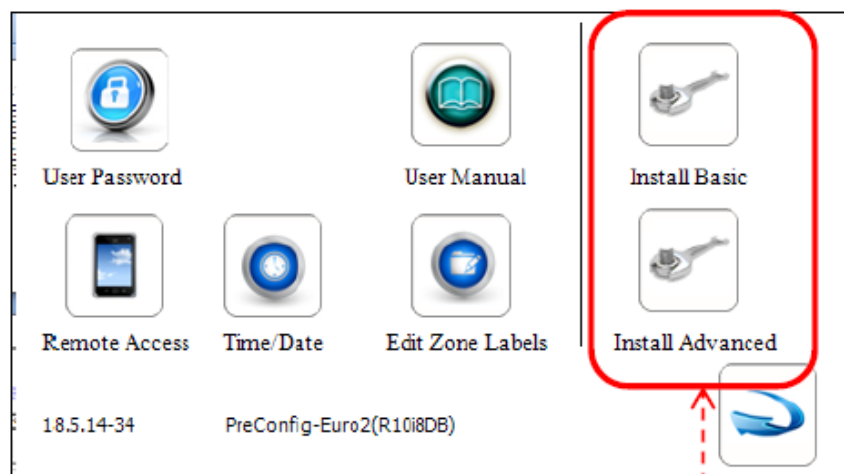 User Password User Manual Install Basic
Remote Access Time/Date Edit Zone Labels Install Advanced
18.5.14-34 PreConfig-Euro2(R10i8DB)